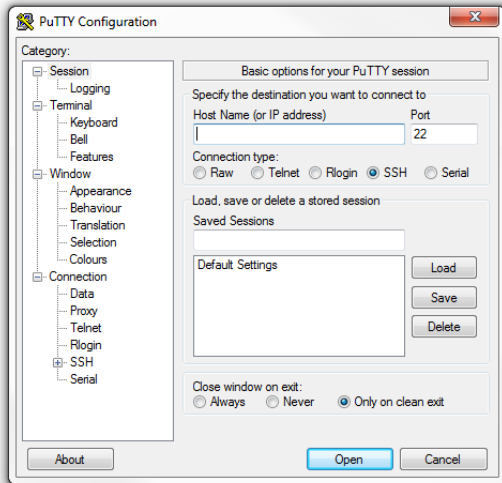 PuTTY Configuration
Category:
Session
Logging
Terminal
Keyboard
Bell
Features
Window
Appearance
Behaviour
Translation
Selection
Colours
Connection
Data
Proxy
Telnet
Rlogin
SSH
Serial
Basic options for your PuTTY session
Specify the destination you want to connect to
Host Name (or IP address) Port
22
Connection type:
Raw Telnet Rlogin SSH Serial
Load, save or delete a stored session
Saved Sessions
Default Settings
Load
Save
Delete
Close window on exit:
Always Never Only on clean exit
About Open Cancel